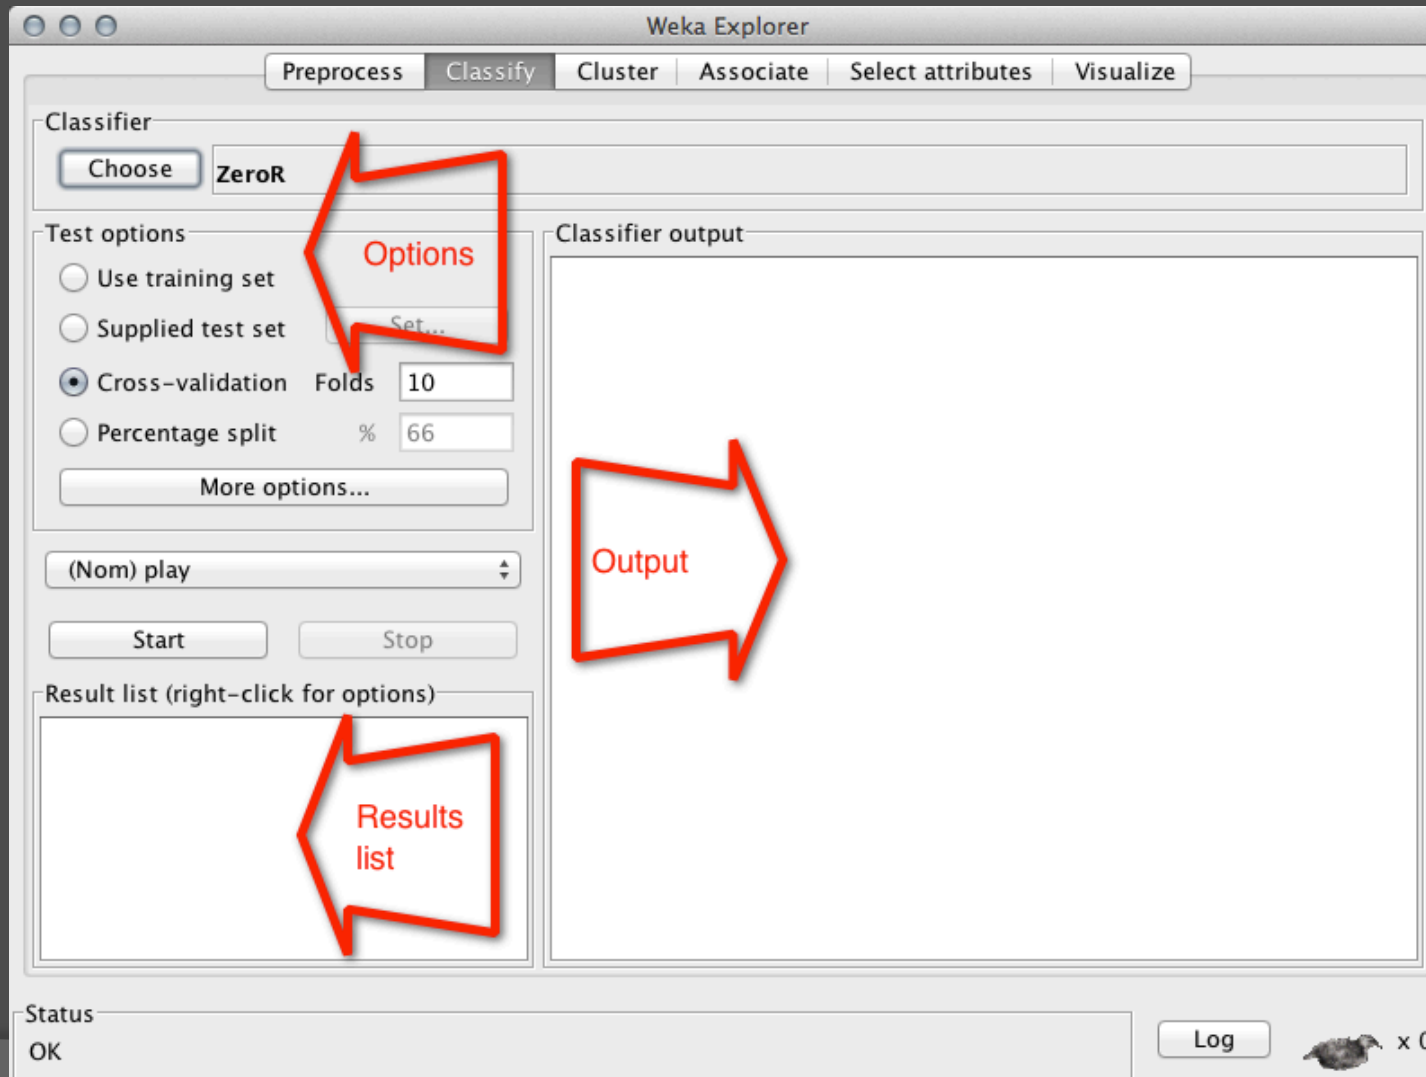 Weka Explorer
Preprocess Classify Cluster Associate Select attributes Visualize
Classifier
Choose ZeroR
Test options
Options
Use training set
Supplied test set Set...
Cross-validation Folds 10
Percentage split % 66
More options...
(Nom) play
Start Stop
Result list (right-click for options)
Results
list
Classifier output
Output
Status
OK
Log x 0